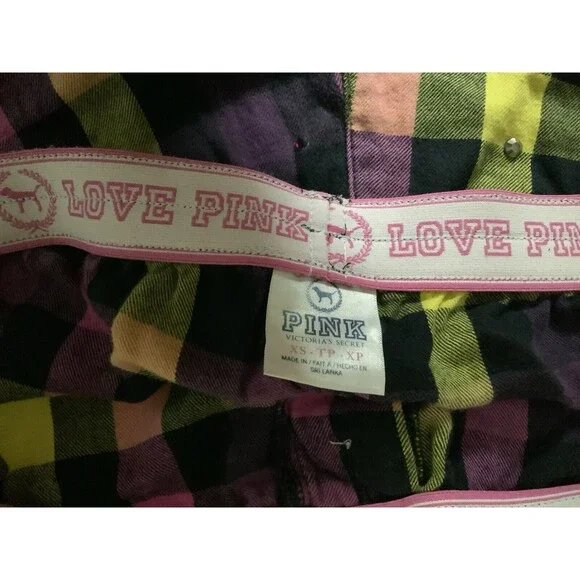 LOVE PINK
LOVE PIN
PINK
VICTORIA'S SECRET
XS - TP - XP
MADE IN / FAIT À / HECHO EN
SRI LANKA